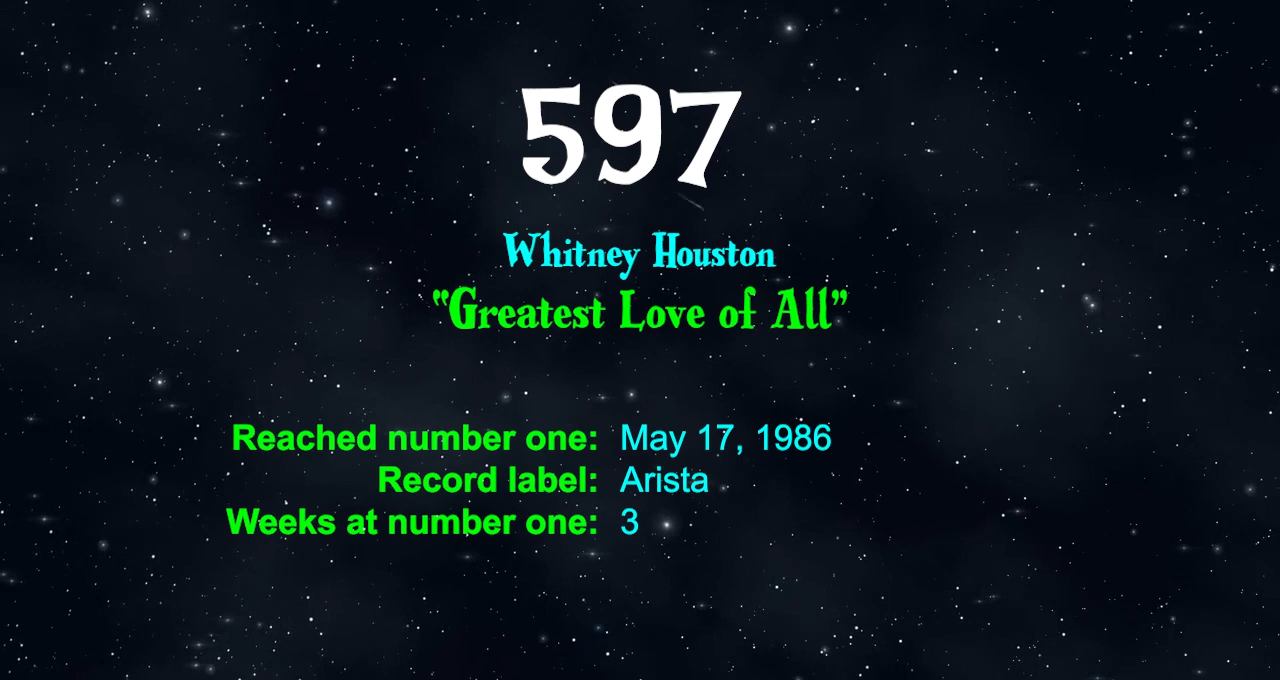 597
Whitney Houston
"Greatest Love of All"
Reached number one: May 17, 1986
Record label: Arista
Weeks at number one: 3